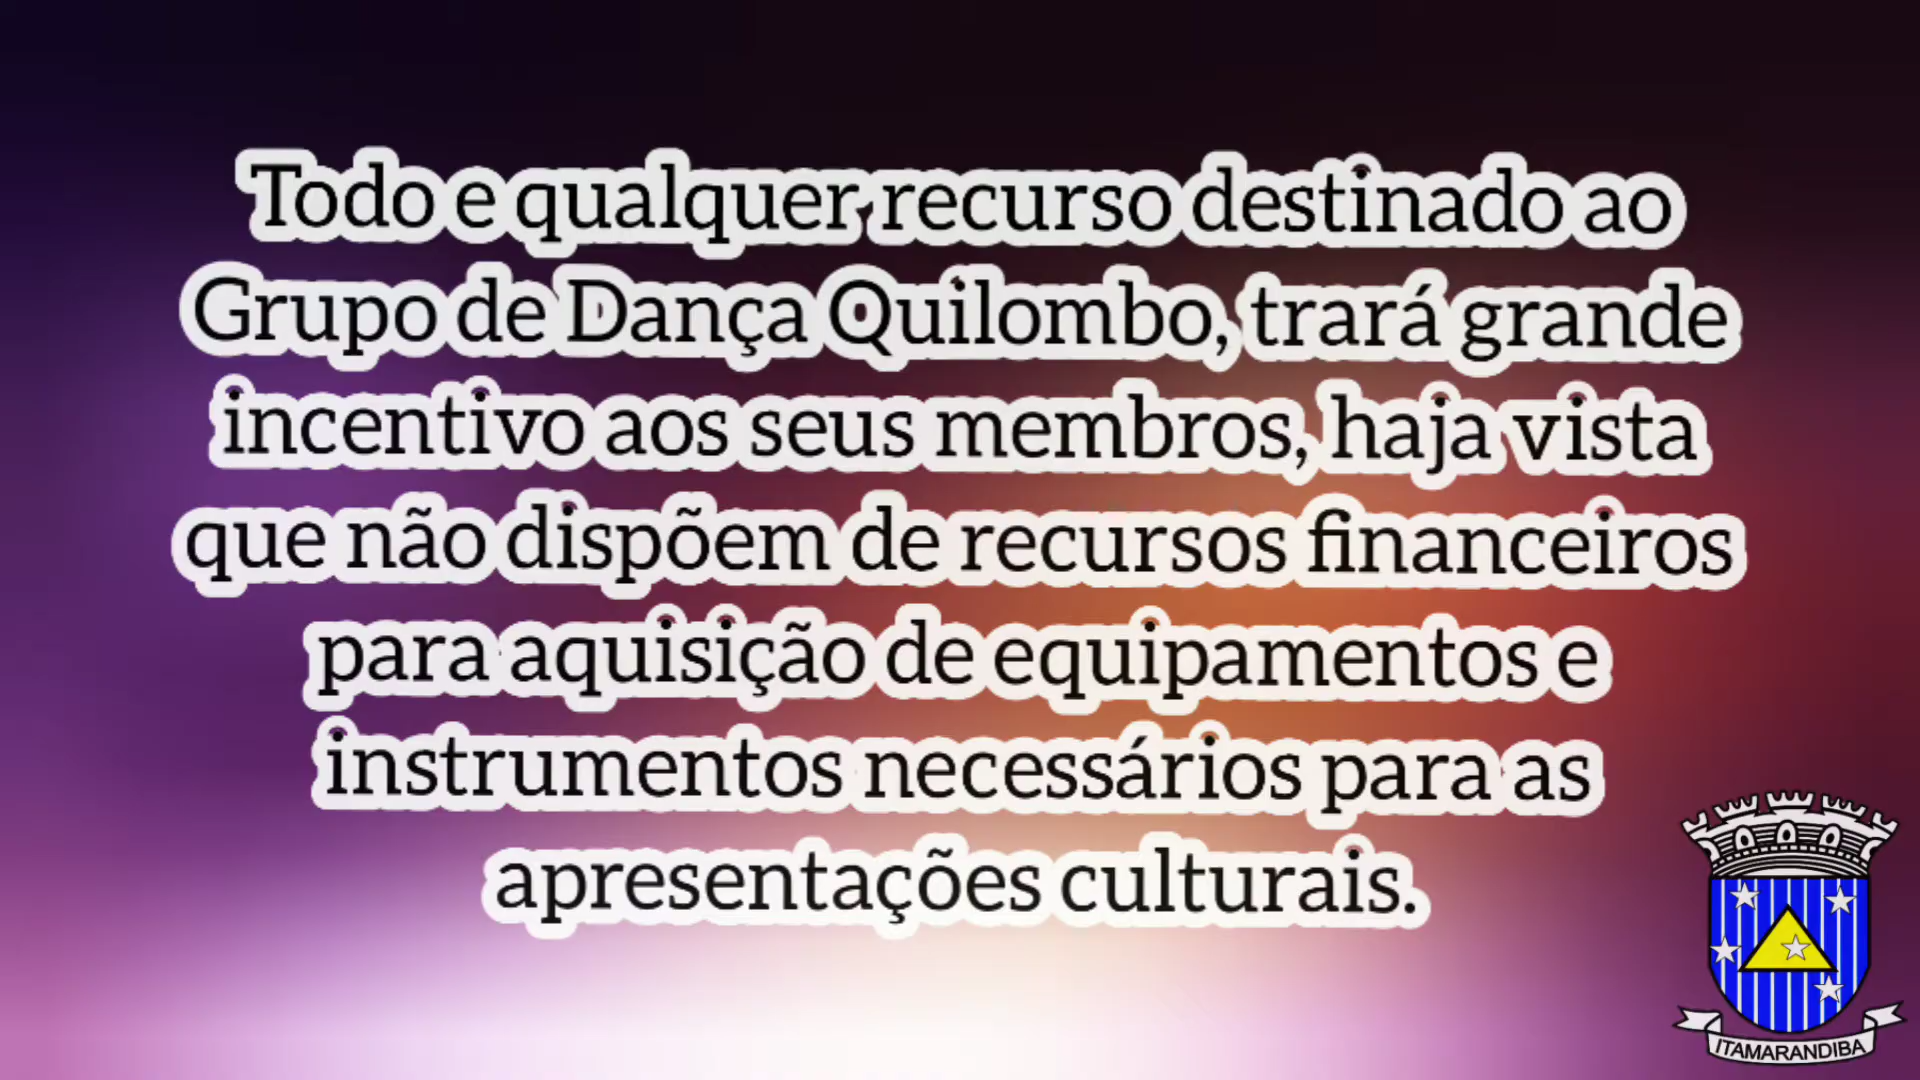 Todo e qualquer recurso destinado ao
Grupo de Dança Quilombo, trará grande
incentivo aos seus membros, haja vista
que não dispõem de recursos financeiros
para aquisição de equipamentos e
instrumentos necessários para as
apresentações culturais.
ITAMARANDIBA